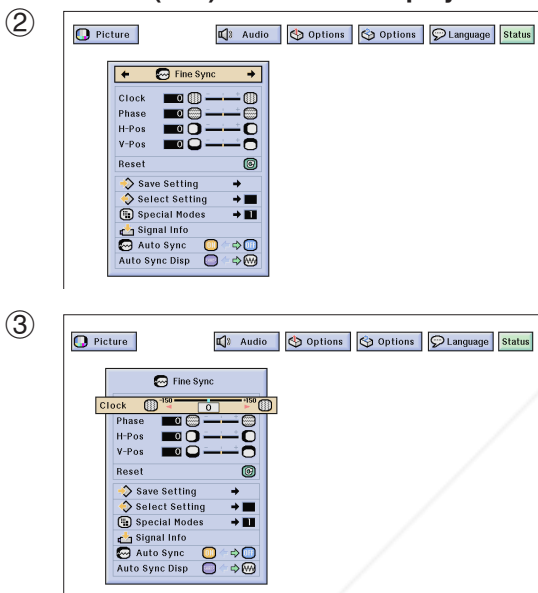 ②
Picture Audio Options Options Language Status
Fine Sync
Clock 0
Phase 0
H-Pos 0
V-Pos 0
Reset
Save Setting
Select Setting
Special Modes 1
Signal Info
Auto Sync
Auto Sync Disp
③
Picture Audio Options Options Language Status
Fine Sync
Clock -150 0 +150
Phase 0
H-Pos 0
V-Pos 0
Reset
Save Setting
Select Setting
Special Modes 1
Signal Info
Auto Sync
Auto Sync Disp